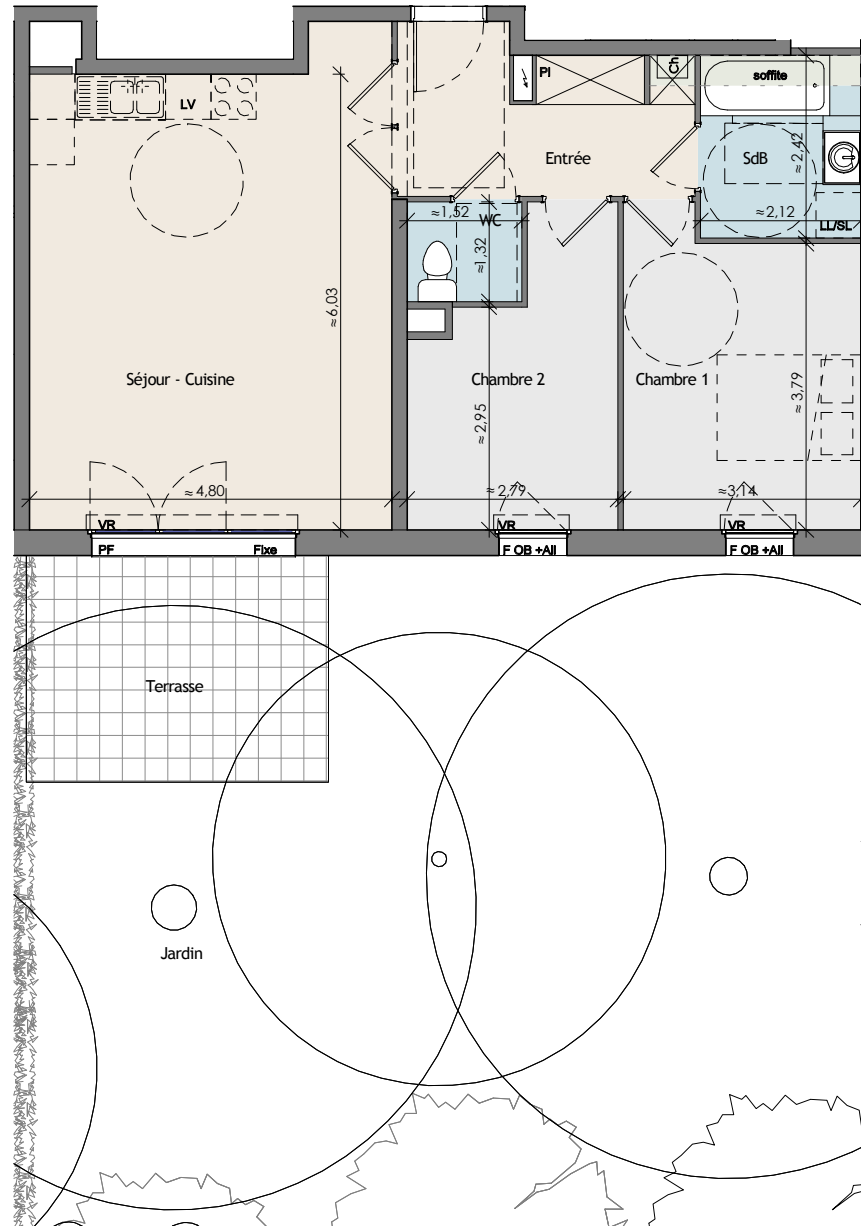 Pl
Ch
soffite
LV
Entrée
SdB
≈2,42
≈1,52
WC
≈2,12
LL/SL
≈1,32
≈6,03
Séjour - Cuisine
Chambre 2
Chambre 1
≈3,79
≈2,95
≈4,80
≈2,79
≈3,14
VR
VR
VR
PF
Fixe
F OB +All
F OB +All
Terrasse
Jardin